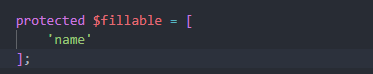 protected $fillable = [
    'name'
];